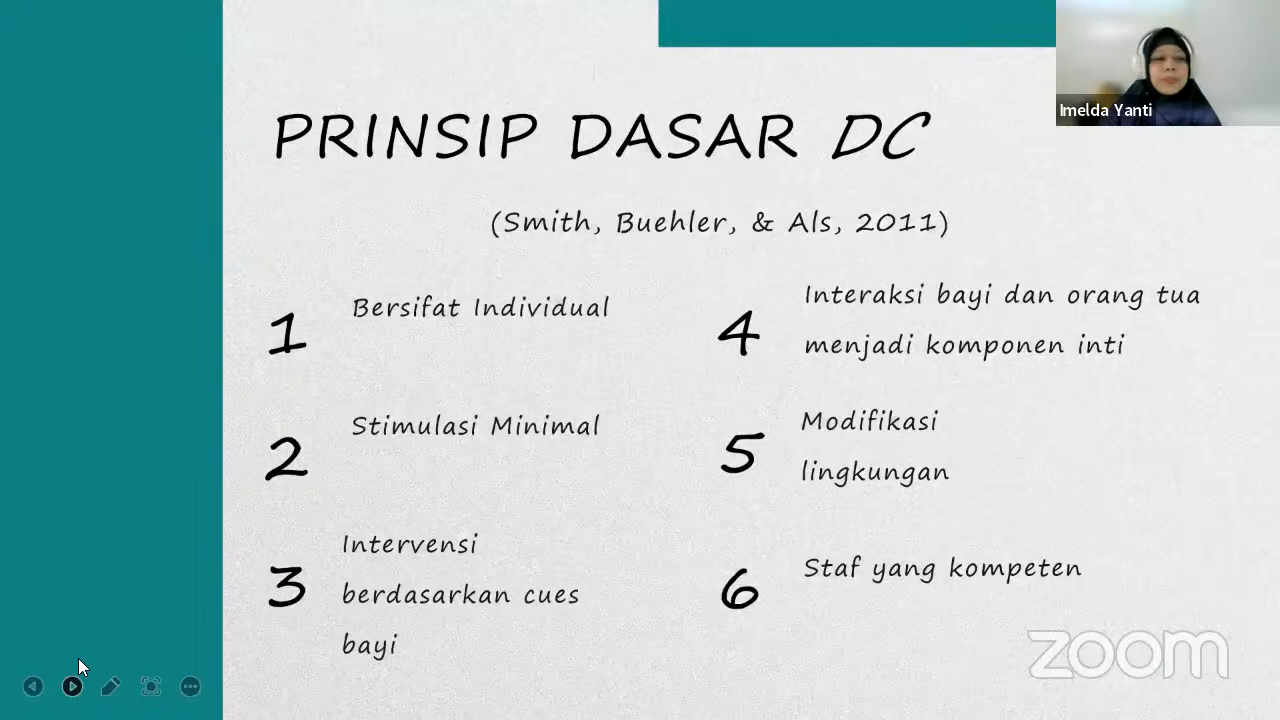 PRINSIP DASAR DC
Imelda Yanti
(Smith, Buehler, & Als, 2011)
1
Bersifat Individual
2
Stimulasi Minimal
3
Intervensi
berdasarkan cues
bayi
4
Interaksi bayi dan orang tua
menjadi komponen inti
5
Modifikasi
lingkungan
6
Staf yang kompeten
zoom